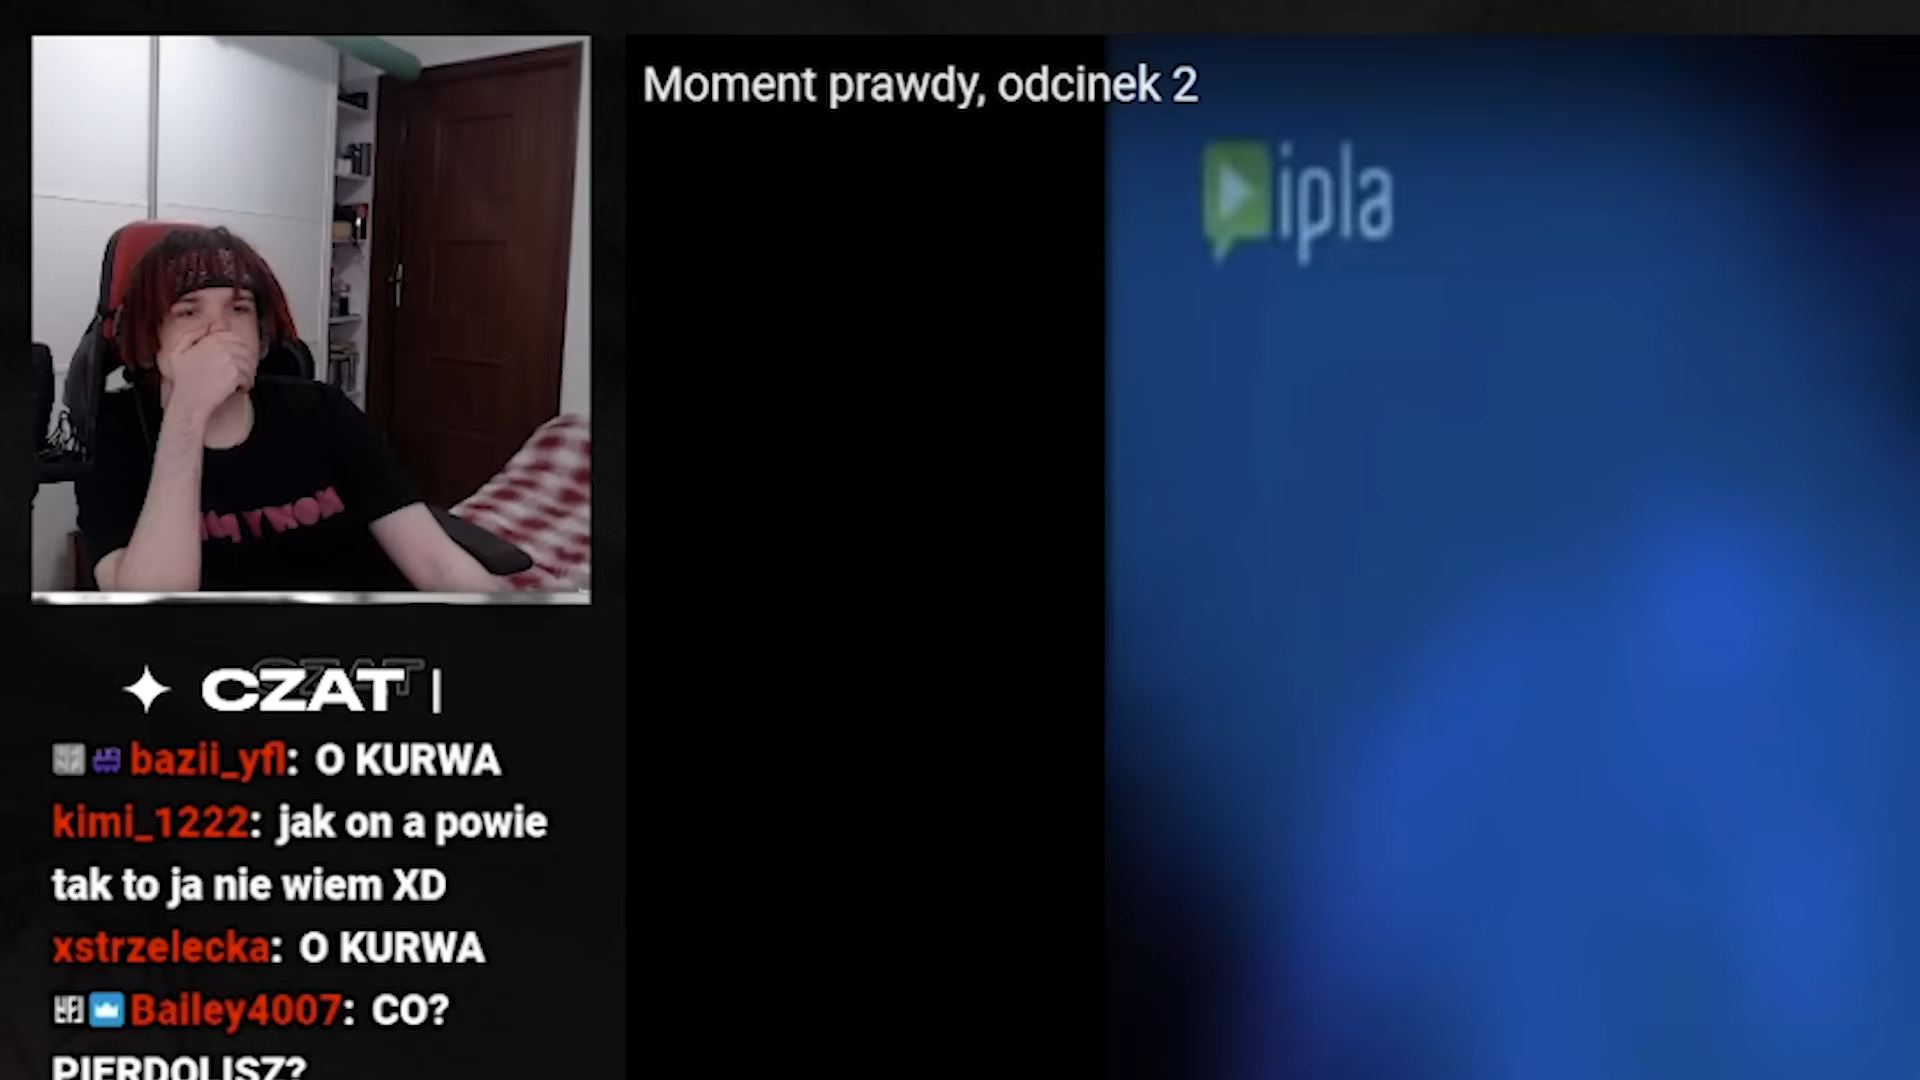 Moment prawdy, odcinek 2
ipla
CZAT |
bazii_yfl: O KURWA
kimi_1222: jak on a powie
tak to ja nie wiem XD
xstrzelecka: O KURWA
Bailey4007: CO?
PIERDOLISZ?